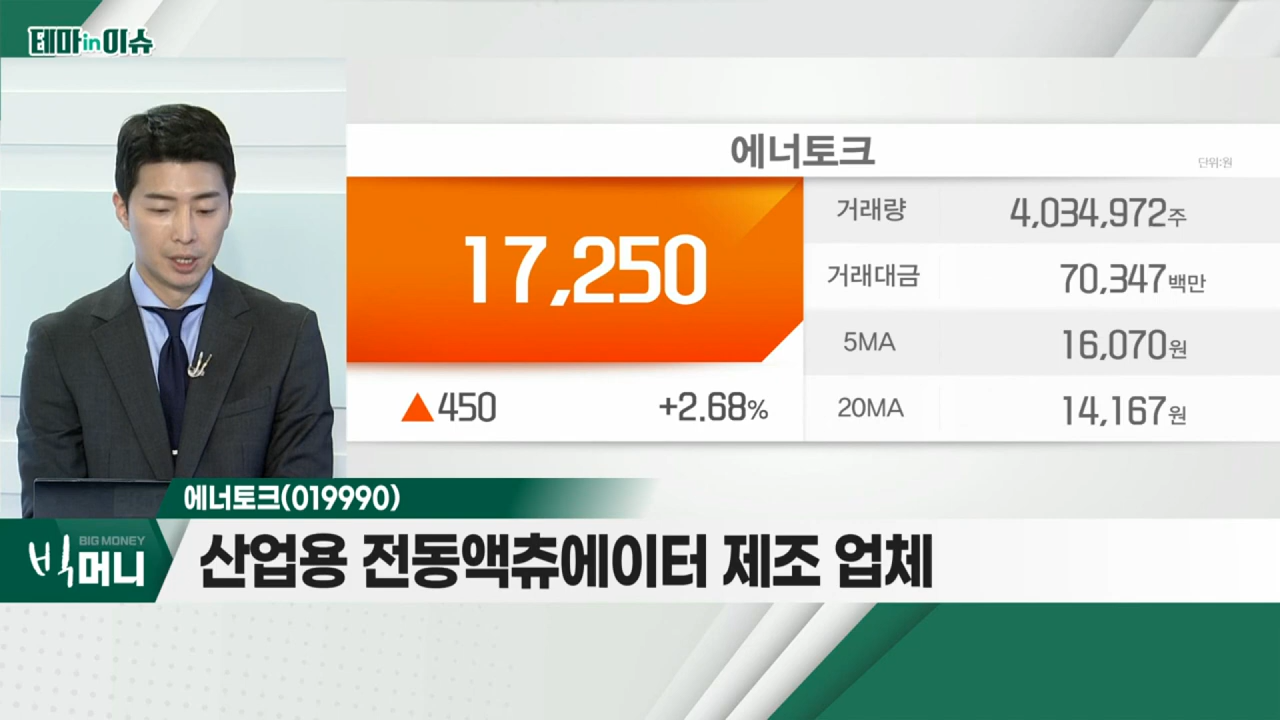 테마in이슈
에너토크
단위:원
17,250
▲450 +2.68%
거래량 4,034,972주
거래대금 70,347백만
5MA 16,070원
20MA 14,167원
에너토크(019990)
BIG MONEY
빅머니
산업용 전동액츄에이터 제조 업체